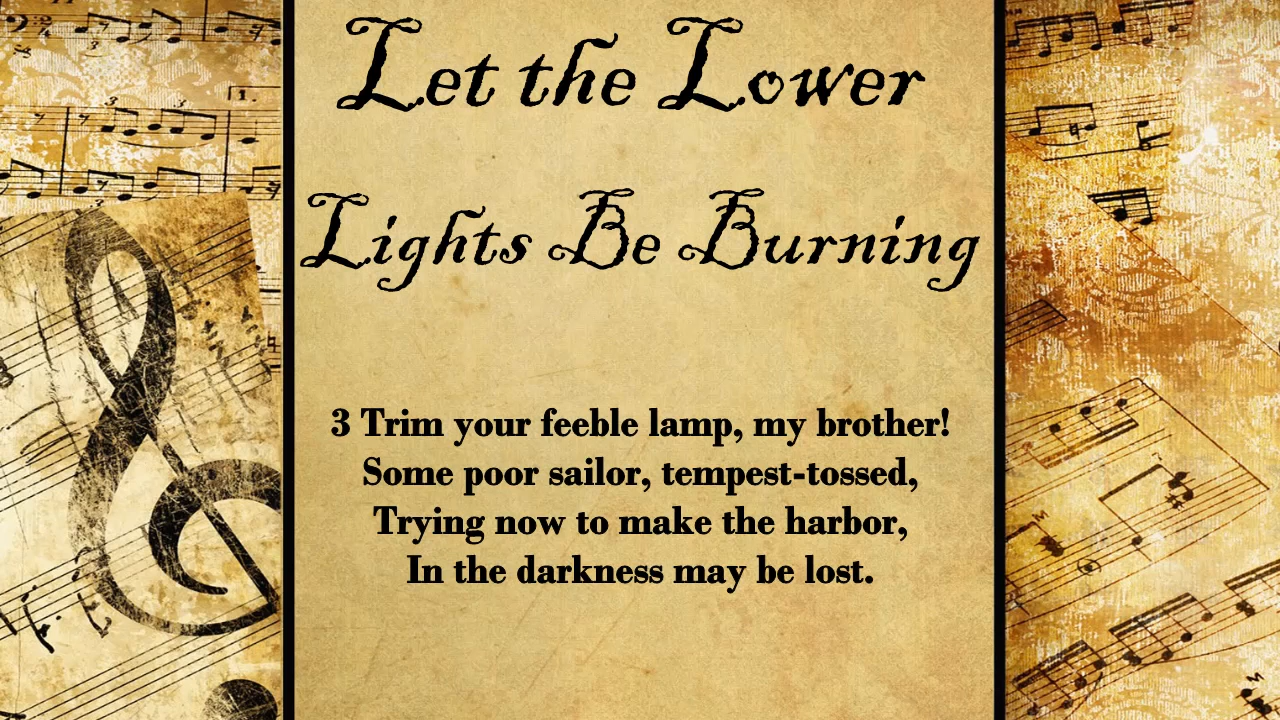 Let the Lower
Lights Be Burning
3 Trim your feeble lamp, my brother!
Some poor sailor, tempest-tossed,
Trying now to make the harbor,
In the darkness may be lost.